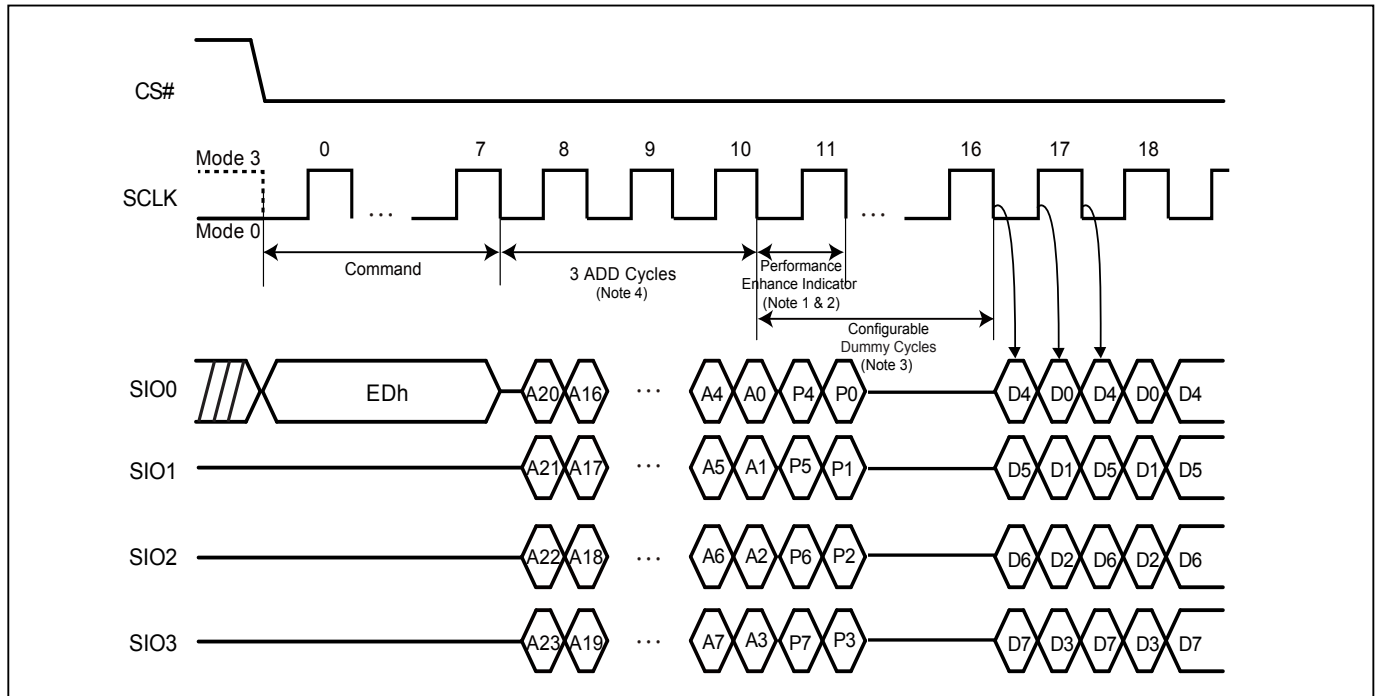 CS#
Mode 3
0 7 8 9 10 11 16 17 18
SCLK
...
...
Mode 0
Command
3 ADD Cycles
(Note 4)
Performance
Enhance Indicator
(Note 1 & 2)
Configurable
Dummy Cycles
(Note 3)
SIO0 EDh A20 A16 ... A4 A0 P4 P0 D4 D0 D4 D0 D4
SIO1 A21 A17 ... A5 A1 P5 P1 D5 D1 D5 D1 D5
SIO2 A22 A18 ... A6 A2 P6 P2 D6 D2 D6 D2 D6
SIO3 A23 A19 ... A7 A3 P7 P3 D7 D3 D7 D3 D7